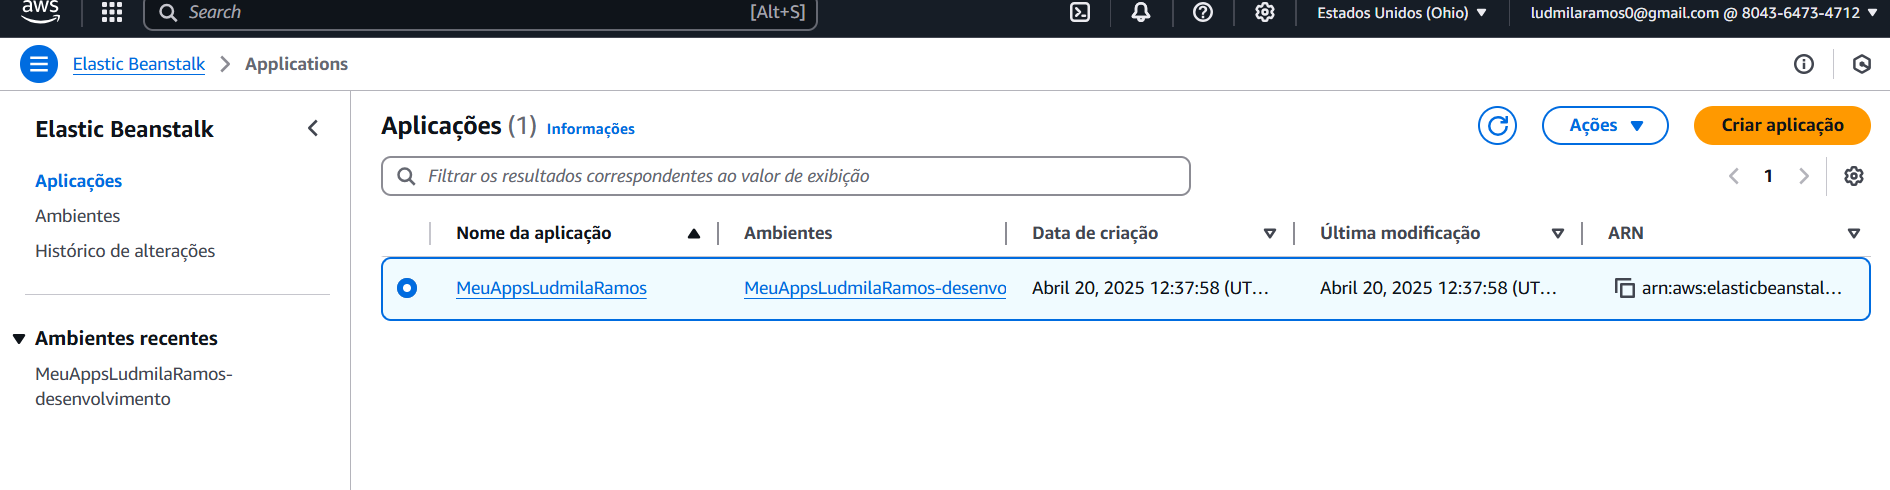 aws
Search [Alt+S] Estados Unidos (Ohio) ludmilaramos0@gmail.com @ 8043-6473-4712
Elastic Beanstalk Applications
Elastic Beanstalk
Aplicações
Ambientes
Histórico de alterações
Ambientes recentes
MeuAppsLudmilaRamos-
desenvolvimento
Aplicações (1) Informações
Ações
Criar aplicação
Filtrar os resultados correspondentes ao valor de exibição
1
Nome da aplicação Ambientes Data de criação Última modificação ARN
MeuAppsLudmilaRamos MeuAppsLudmilaRamos-desenvo Abril 20, 2025 12:37:58 (UT... Abril 20, 2025 12:37:58 (UT... arn:aws:elasticbeanstal...